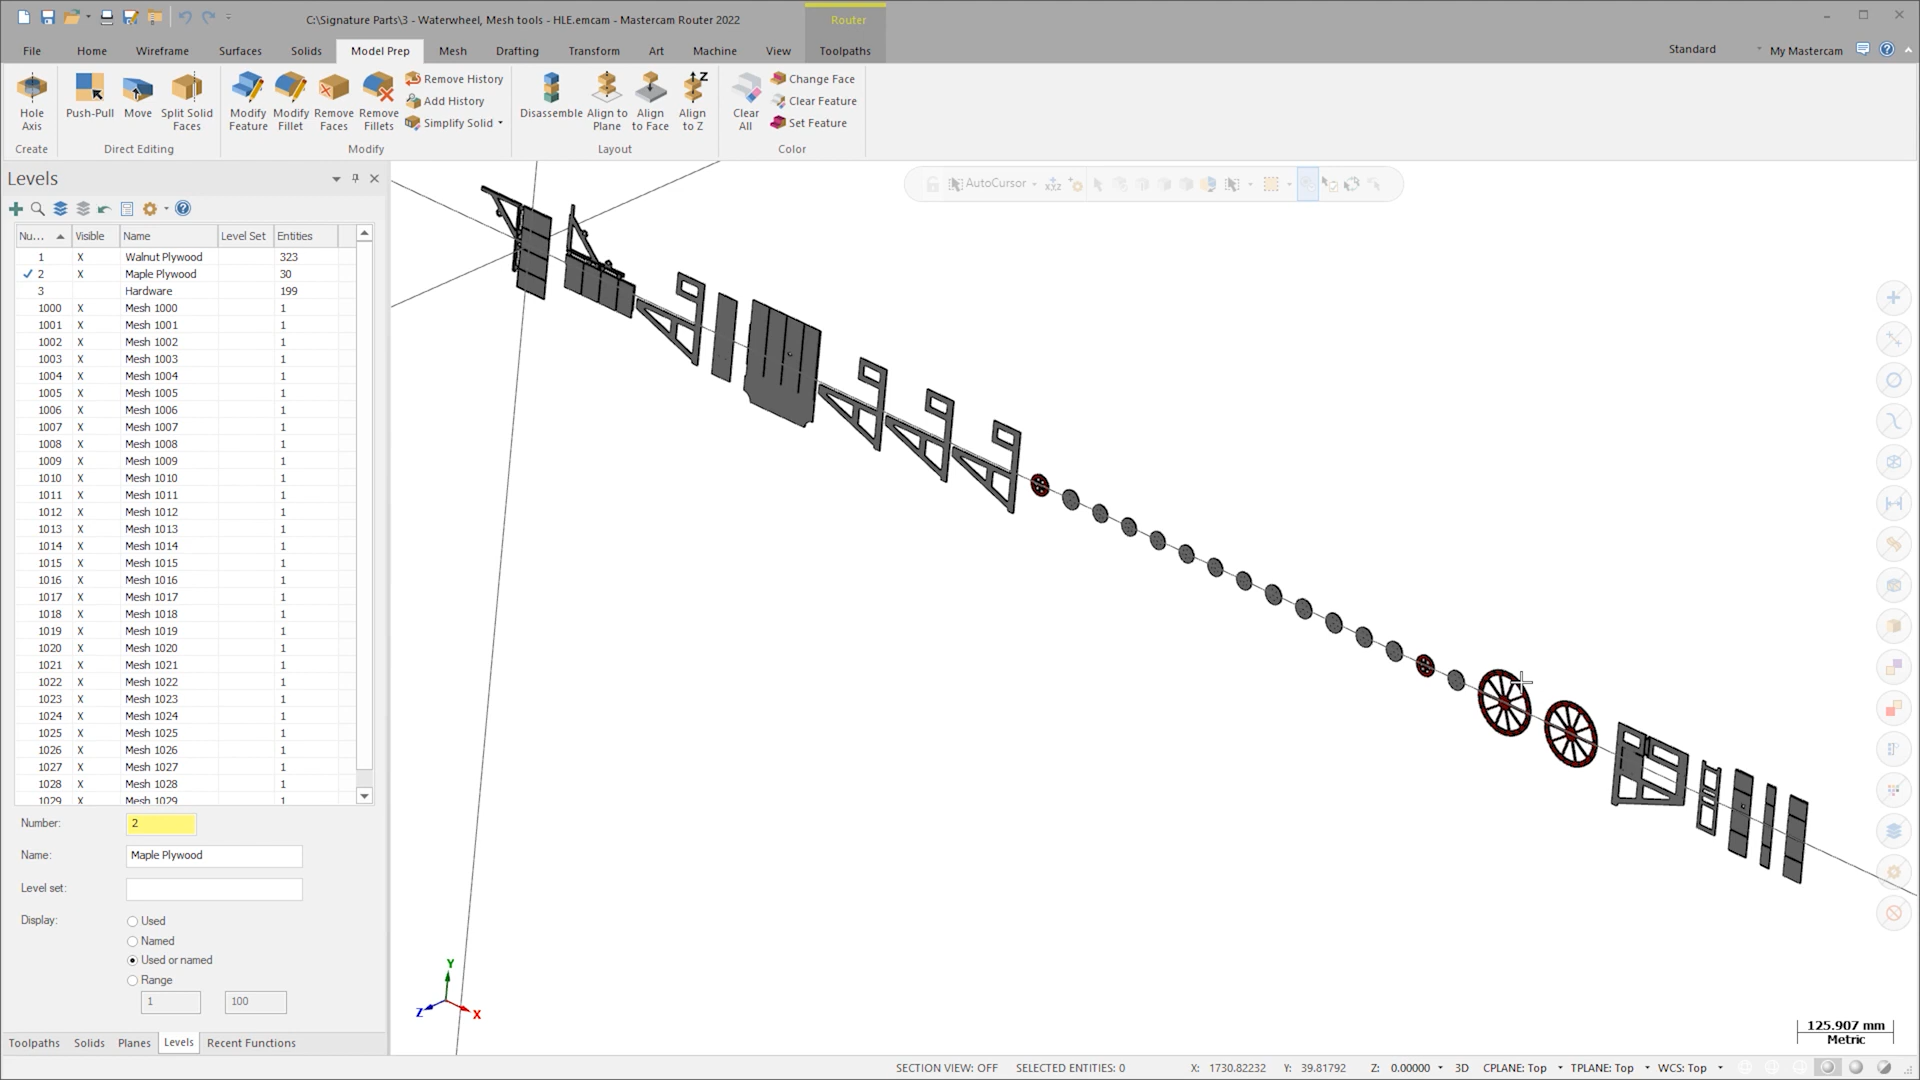 C:\Signature Parts\3 - Waterwheel, Mesh tools - HLE.emcam - Mastercam Router 2022
Router
File Home Wireframe Surfaces Solids Model Prep Mesh Drafting Transform Art Machine View Toolpaths
Standard My Mastercam
Hole Axis
Create
Push-Pull Move Split Solid Faces
Direct Editing
Modify Feature Modify Fillet Remove Faces Remove Fillets
Remove History
Add History
Simplify Solid
Modify
Disassemble Align to Plane Align to Face Align to Z
Layout
Clear All
Change Face
Clear Feature
Set Feature
Color
Levels
AutoCursor
Nu... Visible Name Level Set Entities
1 X Walnut Plywood 323
2 X Maple Plywood 30
3 Hardware 199
1000 X Mesh 1000 1
1001 X Mesh 1001 1
1002 X Mesh 1002 1
1003 X Mesh 1003 1
1004 X Mesh 1004 1
1005 X Mesh 1005 1
1006 X Mesh 1006 1
1007 X Mesh 1007 1
1008 X Mesh 1008 1
1009 X Mesh 1009 1
1010 X Mesh 1010 1
1011 X Mesh 1011 1
1012 X Mesh 1012 1
1013 X Mesh 1013 1
1014 X Mesh 1014 1
1015 X Mesh 1015 1
1016 X Mesh 1016 1
1017 X Mesh 1017 1
1018 X Mesh 1018 1
1019 X Mesh 1019 1
1020 X Mesh 1020 1
1021 X Mesh 1021 1
1022 X Mesh 1022 1
1023 X Mesh 1023 1
1024 X Mesh 1024 1
1025 X Mesh 1025 1
1026 X Mesh 1026 1
1027 X Mesh 1027 1
1028 X Mesh 1028 1
1029 X Mesh 1029 1
Number: 2
Name: Maple Plywood
Level set:
Display: Used
Named
Used or named
Range
1 100
Y
Z
X
125.907 mm
Metric
Toolpaths Solids Planes Levels Recent Functions
SECTION VIEW: OFF SELECTED ENTITIES: 0 X: 1730.82232 Y: 39.81792 Z: 0.00000 3D CPLANE: Top TPLANE: Top WCS: Top